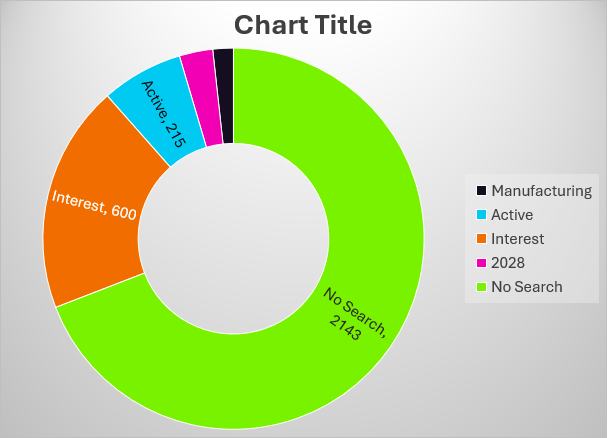 Chart Title
Active, 215
Interest, 600
No Search,
2143
Manufacturing
Active
Interest
2028
No Search